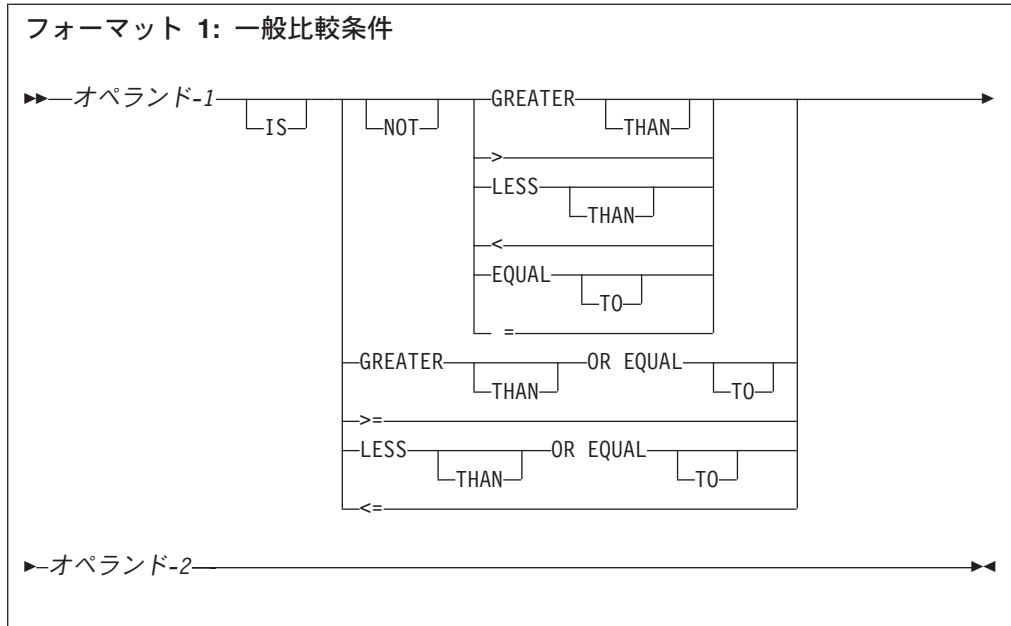 フォーマット 1: 一般比較条件
オペランド-1 GREATER
IS NOT THAN
>
LESS
THAN
<
EQUAL
TO
=
GREATER OR EQUAL
THAN TO
>=
LESS OR EQUAL
THAN TO
<=
オペランド-2